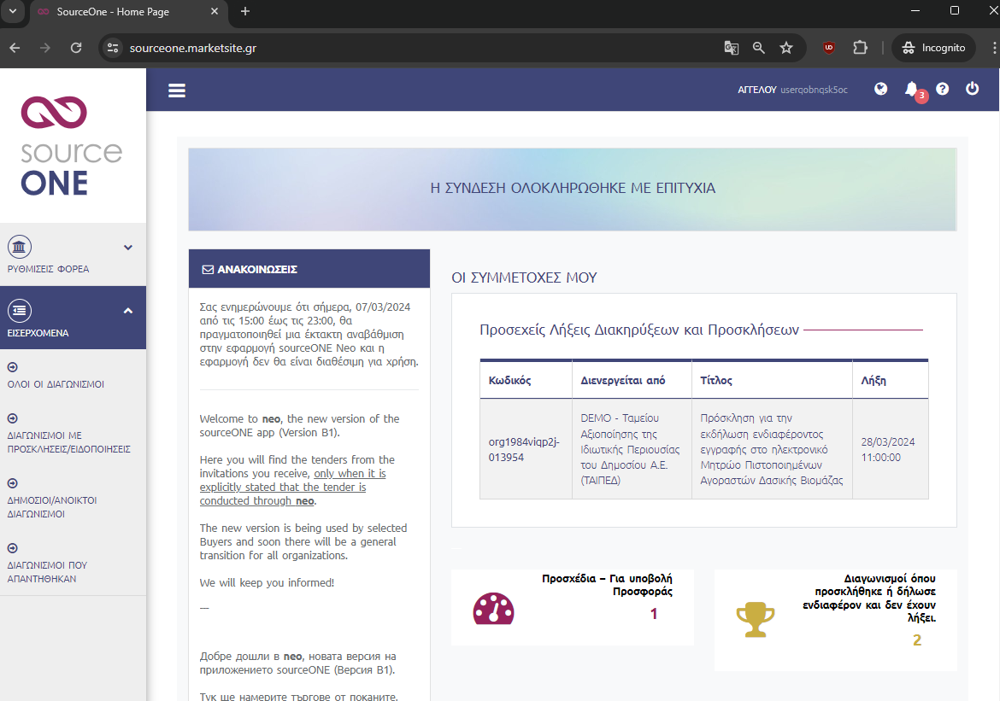 SourceOne - Home Page
sourceone.marketsite.gr
Incognito
source
ONE
ΑΓΓΕΛΟΥ userqobnqsk5oc
3
ΡΥΘΜΙΣΕΙΣ ΦΟΡΕΑ
ΕΙΣΕΡΧΟΜΕΝΑ
ΟΛΟΙ ΟΙ ΔΙΑΓΩΝΙΣΜΟΙ
ΔΙΑΓΩΝΙΣΜΟΙ ΜΕ
ΠΡΟΣΚΛΗΣΕΙΣ/ΕΙΔΟΠΟΙΗΣΕΙΣ
ΔΗΜΟΣΙΟΙ/ΑΝΟΙΚΤΟΙ
ΔΙΑΓΩΝΙΣΜΟΙ
ΔΙΑΓΩΝΙΣΜΟΙ ΠΟΥ
ΑΠΑΝΤΗΘΗΚΑΝ
Η ΣΥΝΔΕΣΗ ΟΛΟΚΛΗΡΩΘΗΚΕ ΜΕ ΕΠΙΤΥΧΙΑ
ΑΝΑΚΟΙΝΩΣΕΙΣ
Σας ενημερώνουμε ότι σήμερα, 07/03/2024
από τις 15:00 έως τις 23:00, θα
πραγματοποιηθεί μια έκτακτη αναβάθμιση
στην εφαρμογή sourceONE Neo και η
εφαρμογή δεν θα είναι διαθέσιμη για χρήση.
Welcome to neo, the new version of the
sourceONE app (Version B1).
Here you will find the tenders from the
invitations you receive, only when it is
explicitly stated that the tender is
conducted through neo.
The new version is being used by selected
Buyers and soon there will be a general
transition for all organizations.
We will keep you informed!
---
Добре дошли в neo, новата версия на
приложението sourceONE (Версия B1).
Тук ще намерите търгове от поканите,
ΟΙ ΣΥΜΜΕΤΟΧΕΣ ΜΟΥ
Προσεχείς Λήξεις Διακηρύξεων και Προσκλήσεων
Κωδικός Διενεργείται από Τίτλος Λήξη
org1984viqp2j-
013954
DEMO - Ταμείου
Αξιοποίησης της
Ιδιωτικής Περιουσίας
του Δημοσίου Α.Ε.
(ΤΑΙΠΕΔ)
Πρόσκληση για την
εκδήλωση ενδιαφέροντος
εγγραφής στο ηλεκτρονικό
Μητρώο Πιστοποιημένων
Αγοραστών Δασικής Βιομάζας
28/03/2024
11:00:00
Προσχέδια – Για υποβολή
Προσφοράς
1
Διαγωνισμοί όπου
προσκλήθηκε ή δήλωσε
ενδιαφέρον και δεν έχουν
λήξει.
2